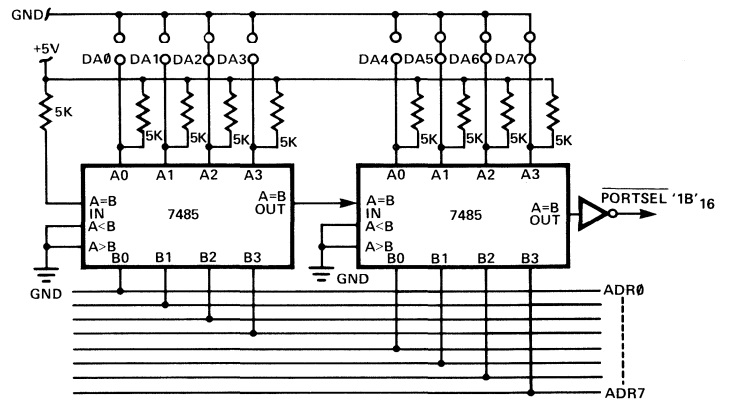 GND
+5V
DA0 DA1 DA2 DA3 DA4 DA5 DA6 DA7
5K
5K 5K 5K 5K 5K 5K 5K 5K
A0 A1 A2 A3
A=B IN
A<B
A>B
7485
A=B OUT
B0 B1 B2 B3
GND
A0 A1 A2 A3
A=B IN
A<B
A>B
7485
A=B OUT
B0 B1 B2 B3
GND
PORTSEL '1B'16
ADR0
ADR7